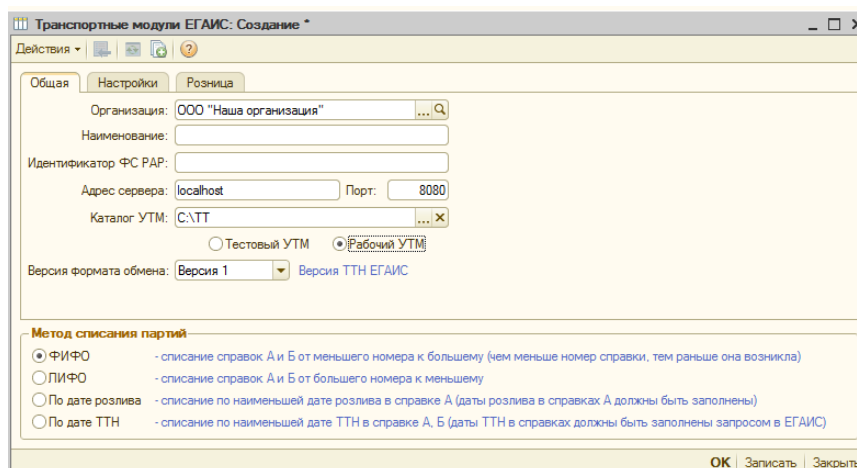 Транспортные модули ЕГАИС: Создание *
Действия
Общая Настройки Розница
Организация: ООО "Наша организация" ...
Наименование:
Идентификатор ФС РАР:
Адрес сервера: localhost Порт: 8080
Каталог УТМ: C:\TT ...
Тестовый УТМ Рабочий УТМ
Версия формата обмена: Версия 1 Версия ТТН ЕГАИС
Метод списания партий
ФИФО - списание справок А и Б от меньшего номера к большему (чем меньше номер справки, тем раньше она возникла)
ЛИФО - списание справок А и Б от большего номера к меньшему
По дате розлива - списание по наименьшей дате розлива в справке А (даты розлива в справках А должны быть заполнены)
По дате ТТН - списание по наименьшей дате ТТН в справке А, Б (даты ТТН в справках должны быть заполнены запросом в ЕГАИС)
OK Записать Закрыть